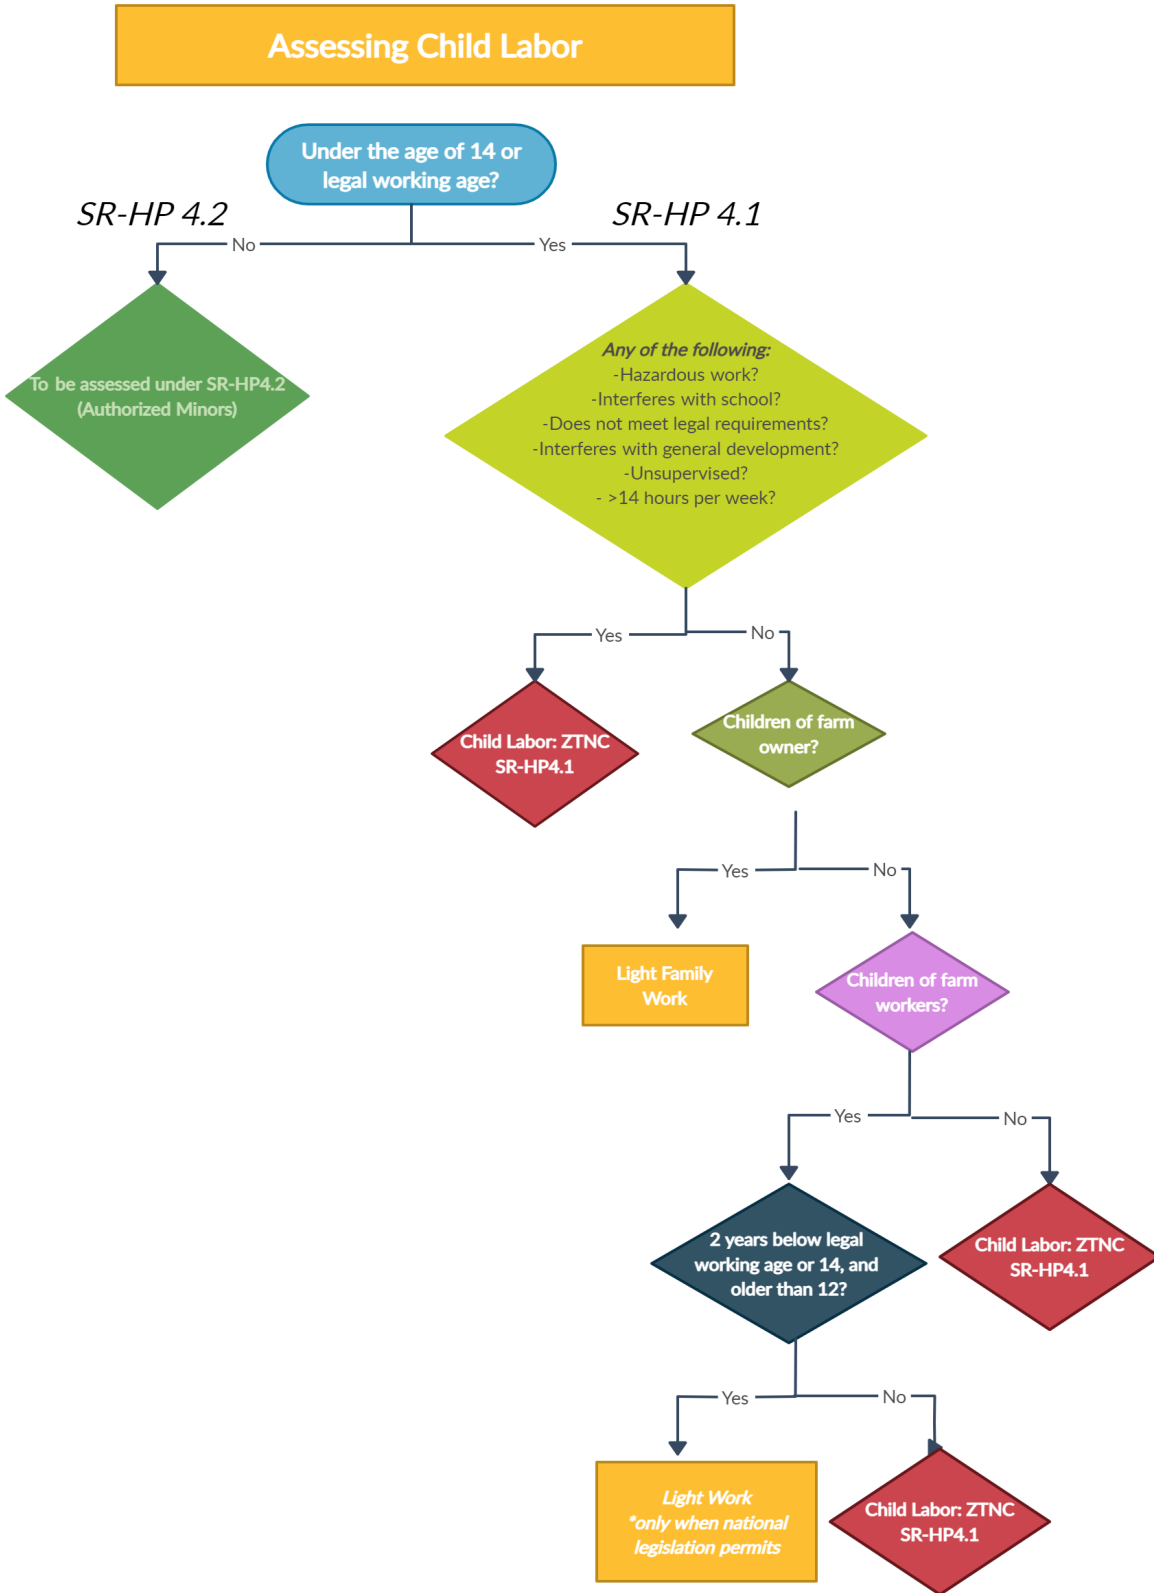 Assessing Child Labor
Under the age of 14 or
legal working age?
SR-HP 4.2
SR-HP 4.1
No
Yes
To be assessed under SR-HP4.2
(Authorized Minors)
Any of the following:
-Hazardous work?
-Interferes with school?
-Does not meet legal requirements?
-Interferes with general development?
-Unsupervised?
- >14 hours per week?
Yes
No
Child Labor: ZTNC
SR-HP4.1
Children of farm
owner?
Yes
No
Light Family
Work
Children of farm
workers?
Yes
No
2 years below legal
working age or 14, and
older than 12?
Child Labor: ZTNC
SR-HP4.1
Yes
No
Light Work
*only when national
legislation permits
Child Labor: ZTNC
SR-HP4.1